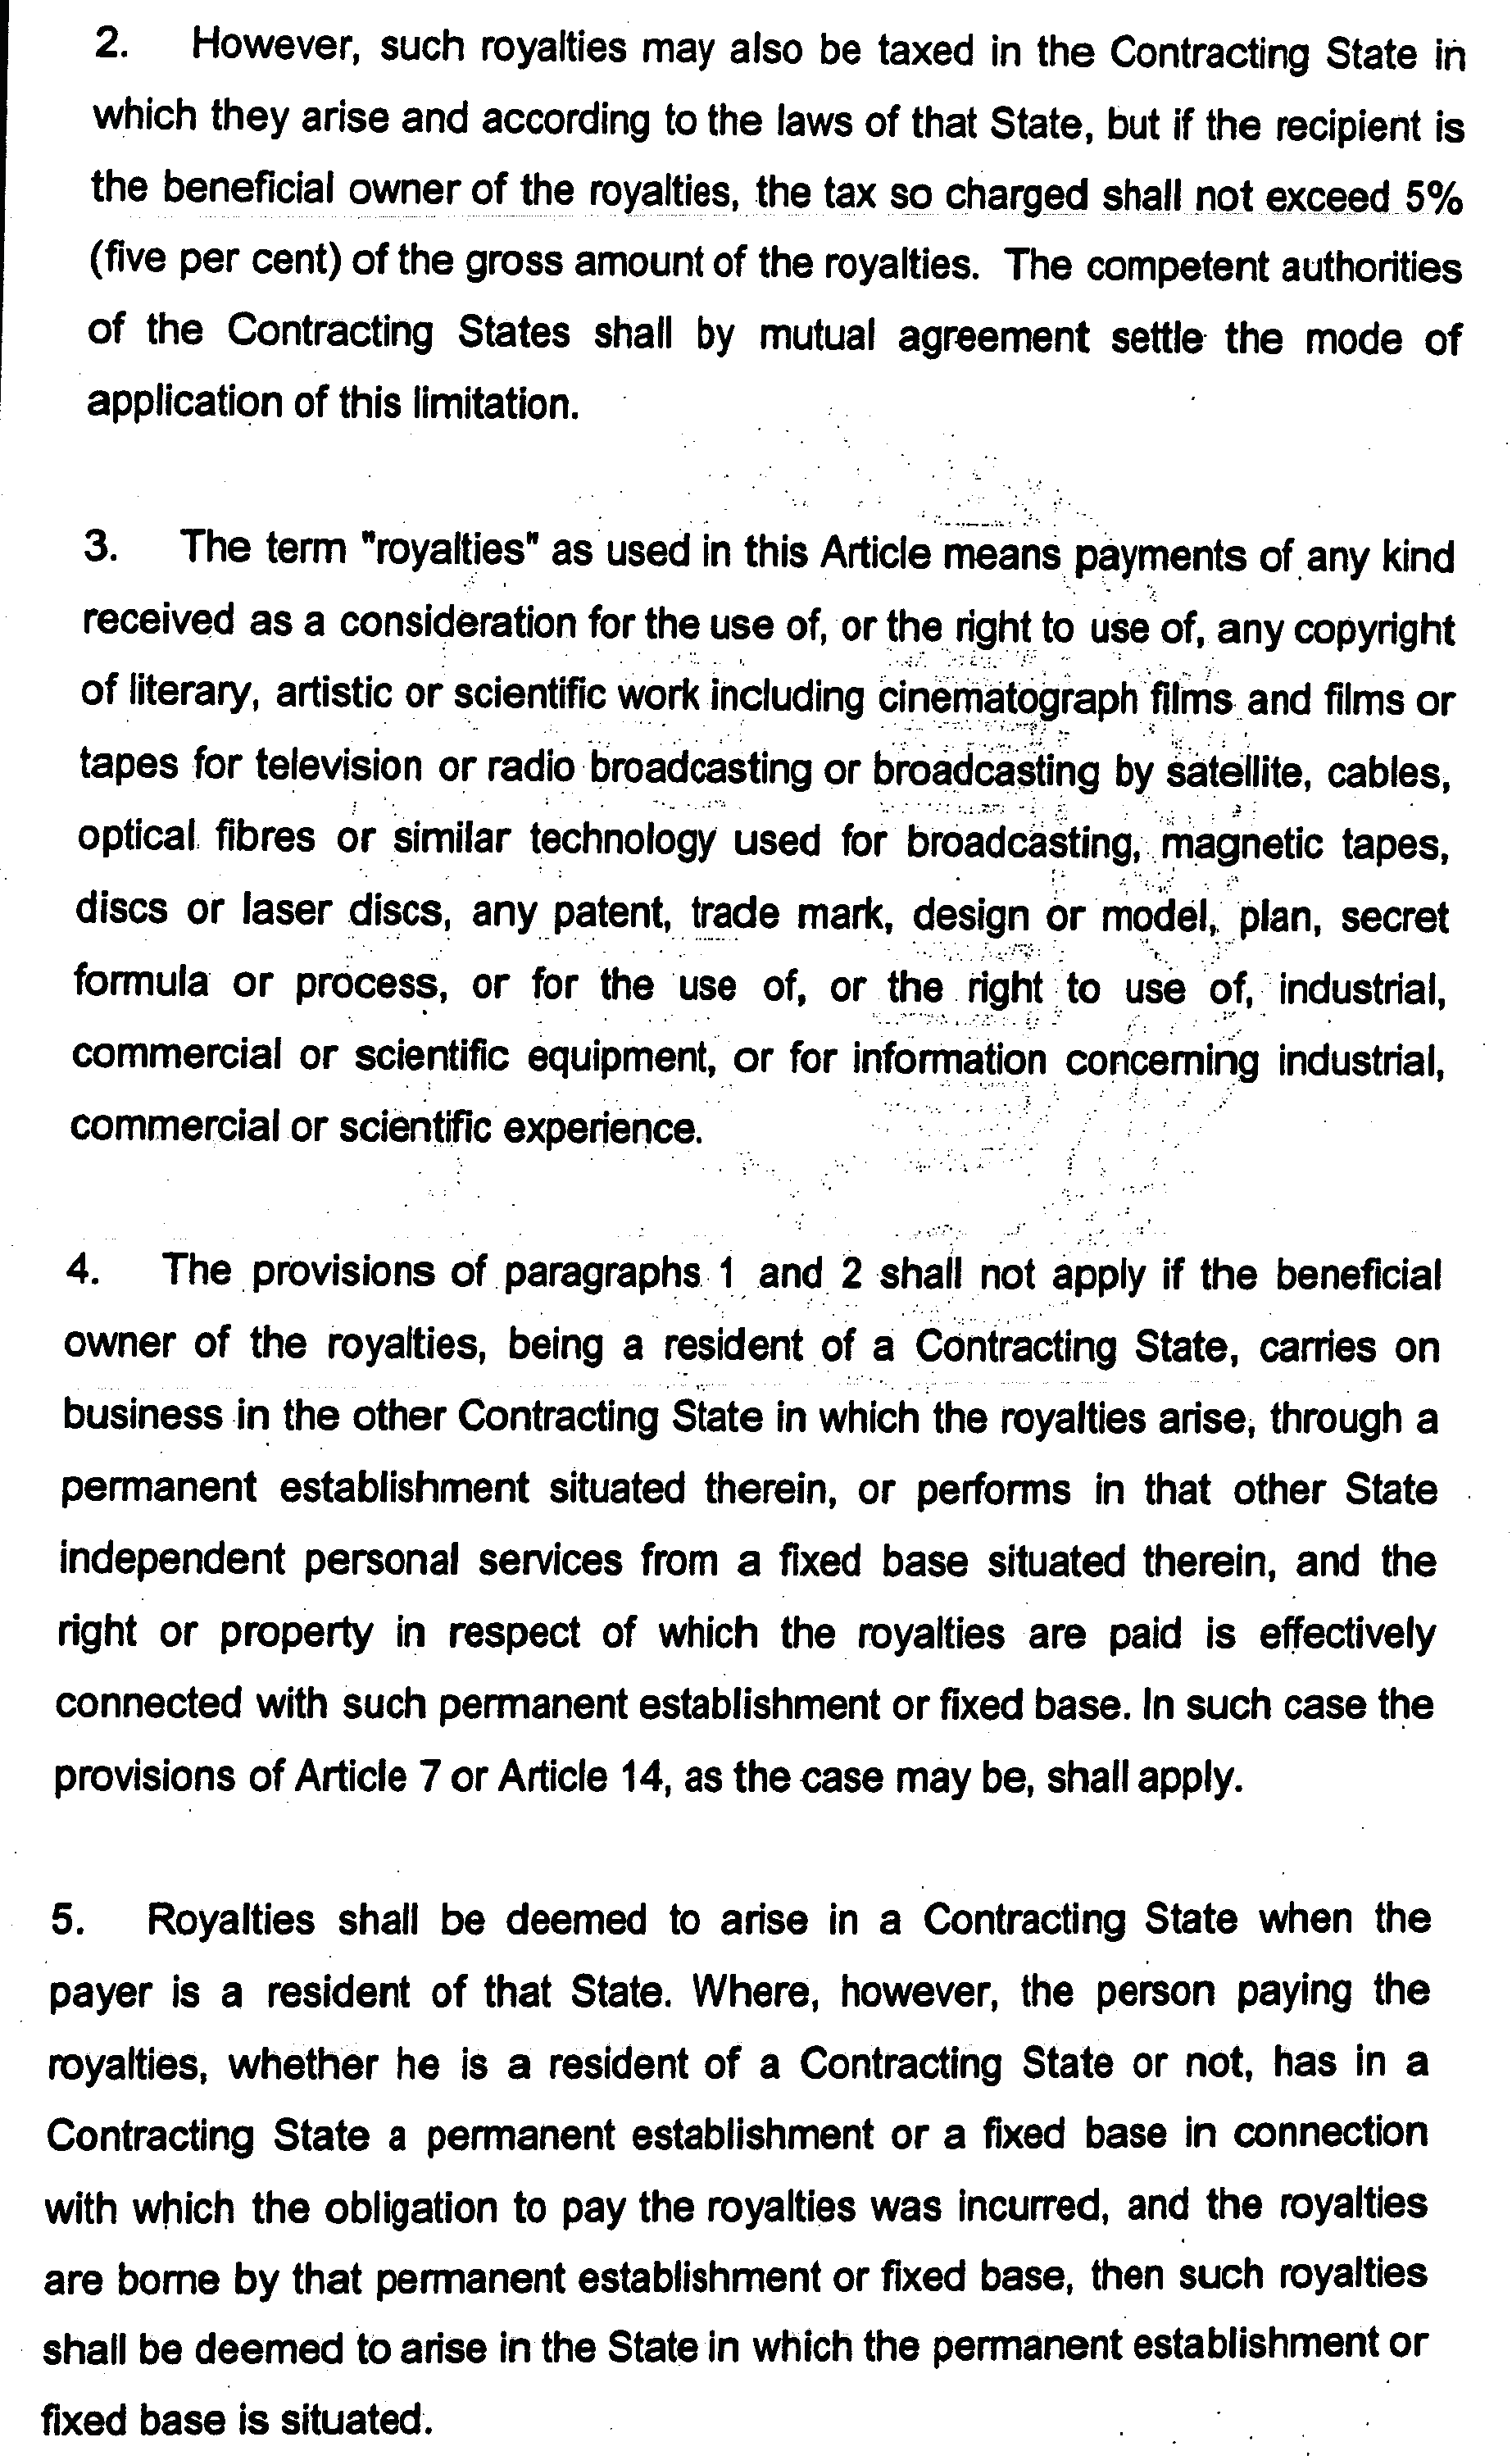 2. However, such royalties may also be taxed in the Contracting State in
which they arise and according to the laws of that State, but if the recipient is
the beneficial owner of the royalties, the tax so charged shall not exceed 5%
(five per cent) of the gross amount of the royalties. The competent authorities
of the Contracting States shall by mutual agreement settle the mode of
application of this limitation.
3. The term "royalties" as used in this Article means payments of any kind
received as a consideration for the use of, or the right to use of, any copyright
of literary, artistic or scientific work including cinematograph films and films or
tapes for television or radio broadcasting or broadcasting by satellite, cables,
optical fibres or similar technology used for broadcasting, magnetic tapes,
discs or laser discs, any patent, trade mark, design or model, plan, secret
formula or process, or for the use of, or the right to use of, industrial,
commercial or scientific equipment, or for information concerning industrial,
commercial or scientific experience.
4. The provisions of paragraphs 1 and 2 shall not apply if the beneficial
owner of the royalties, being a resident of a Contracting State, carries on
business in the other Contracting State in which the royalties arise, through a
permanent establishment situated therein, or performs in that other State
independent personal services from a fixed base situated therein, and the
right or property in respect of which the royalties are paid is effectively
connected with such permanent establishment or fixed base. In such case the
provisions of Article 7 or Article 14, as the case may be, shall apply.
5. Royalties shall be deemed to arise in a Contracting State when the
payer is a resident of that State. Where, however, the person paying the
royalties, whether he is a resident of a Contracting State or not, has in a
Contracting State a permanent establishment or a fixed base in connection
with which the obligation to pay the royalties was incurred, and the royalties
are borne by that permanent establishment or fixed base, then such royalties
shall be deemed to arise in the State in which the permanent establishment or
fixed base is situated.